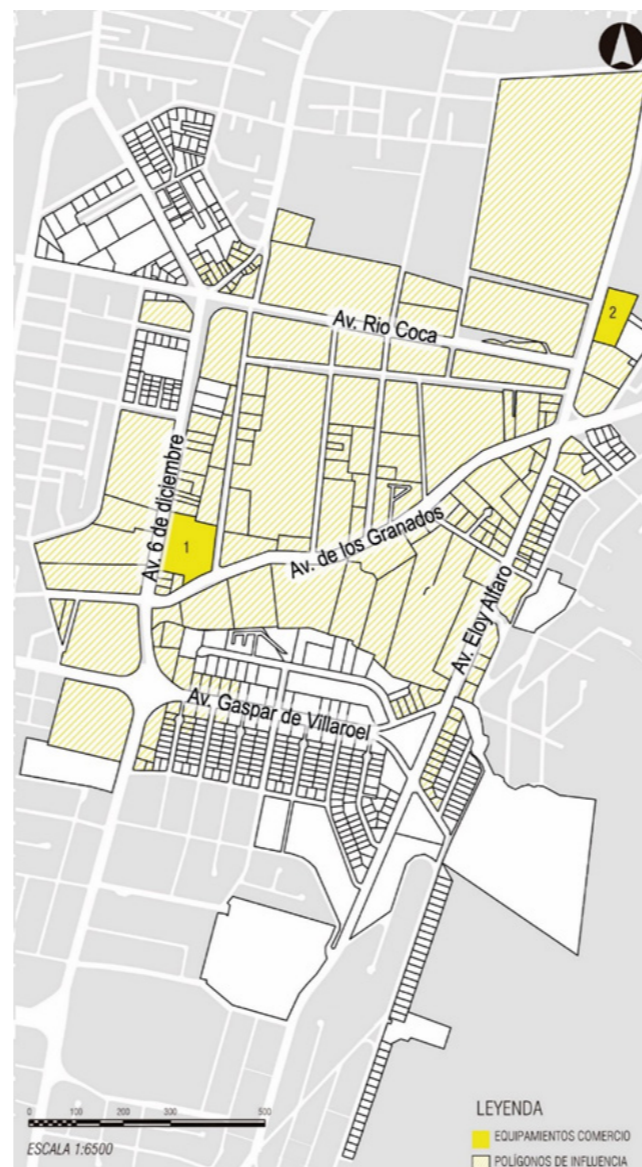 2
Av. Rio Coca
Av. 6 de diciembre
1
Av. de los Granados
Av. Eloy Alfaro
Av. Gaspar de Villaroel
0 100 200 300 500
ESCALA 1:6500
LEYENDA
EQUIPAMIENTOS COMERCIO
POLÍGONOS DE INFLUENCIA